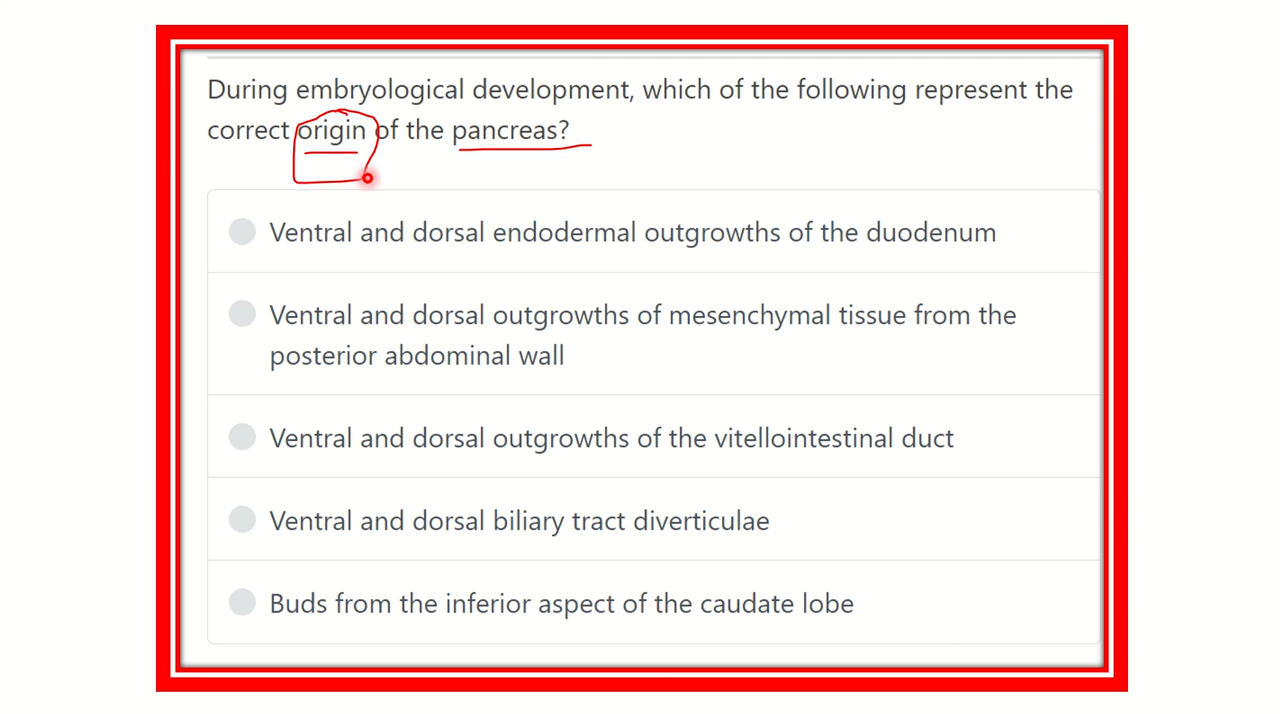 During embryological development, which of the following represent the
correct origin of the pancreas?
Ventral and dorsal endodermal outgrowths of the duodenum
Ventral and dorsal outgrowths of mesenchymal tissue from the
posterior abdominal wall
Ventral and dorsal outgrowths of the vitellointestinal duct
Ventral and dorsal biliary tract diverticulae
Buds from the inferior aspect of the caudate lobe